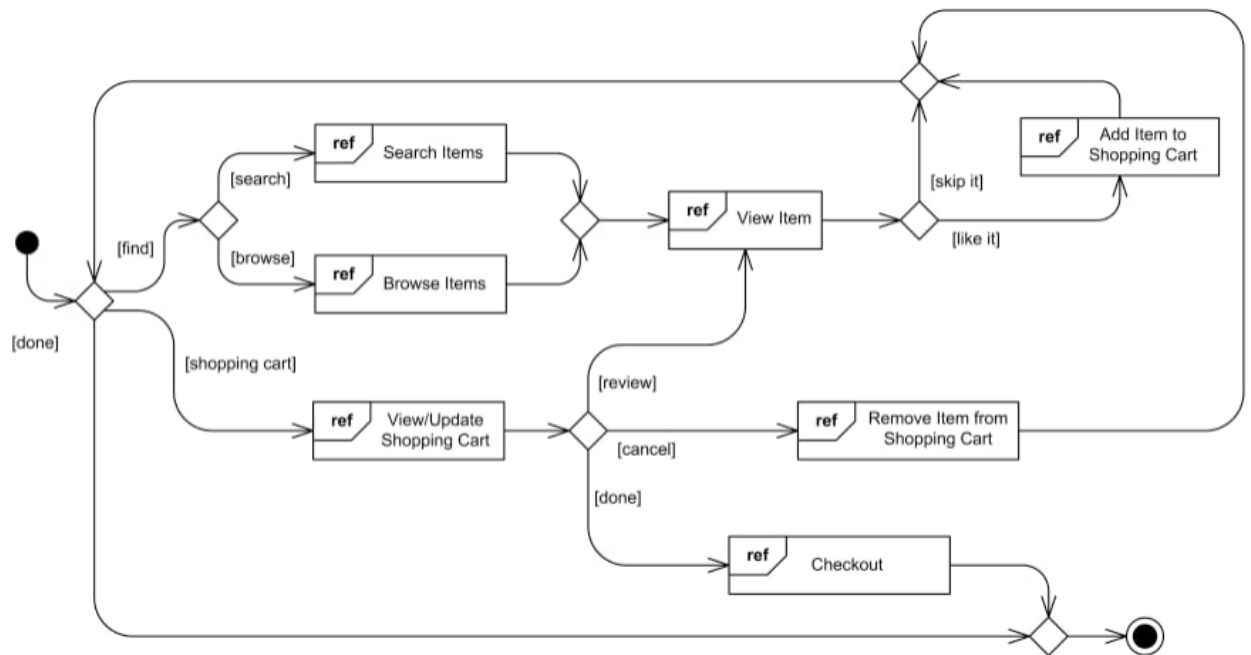 ref
Add Item to
Shopping Cart
ref
Search Items
[search]
[skip it]
ref
View Item
[find]
[like it]
[browse]
ref
Browse Items
[done]
[shopping cart]
[review]
ref
View/Update
Shopping Cart
ref
Remove Item from
Shopping Cart
[cancel]
[done]
ref
Checkout